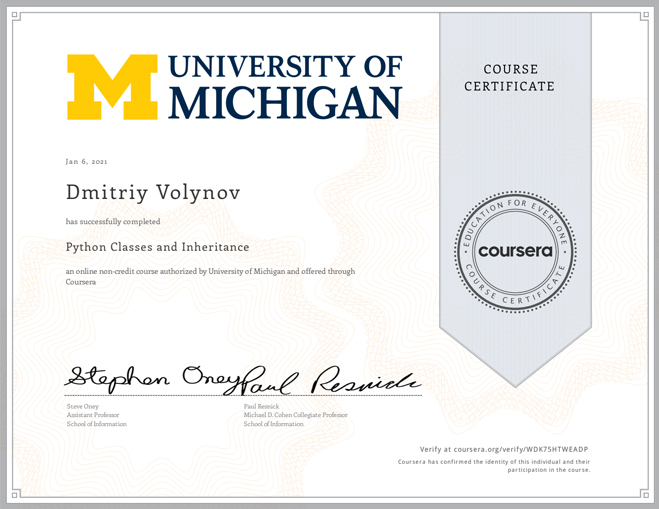 UNIVERSITY OF
MICHIGAN
COURSE
CERTIFICATE
Jan 6, 2021
Dmitriy Volynov
has successfully completed
Python Classes and Inheritance
an online non-credit course authorized by University of Michigan and offered through
Coursera
EDUCATION FOR EVERYONE
coursera
COURSE CERTIFICATE
Stephen Oney
Paul Resnick
Steve Oney
Assistant Professor
School of Information
Paul Resnick
Michael D. Cohen Collegiate Professor
School of Information
Verify at coursera.org/verify/WDK75HTWEADP
Coursera has confirmed the identity of this individual and their
participation in the course.